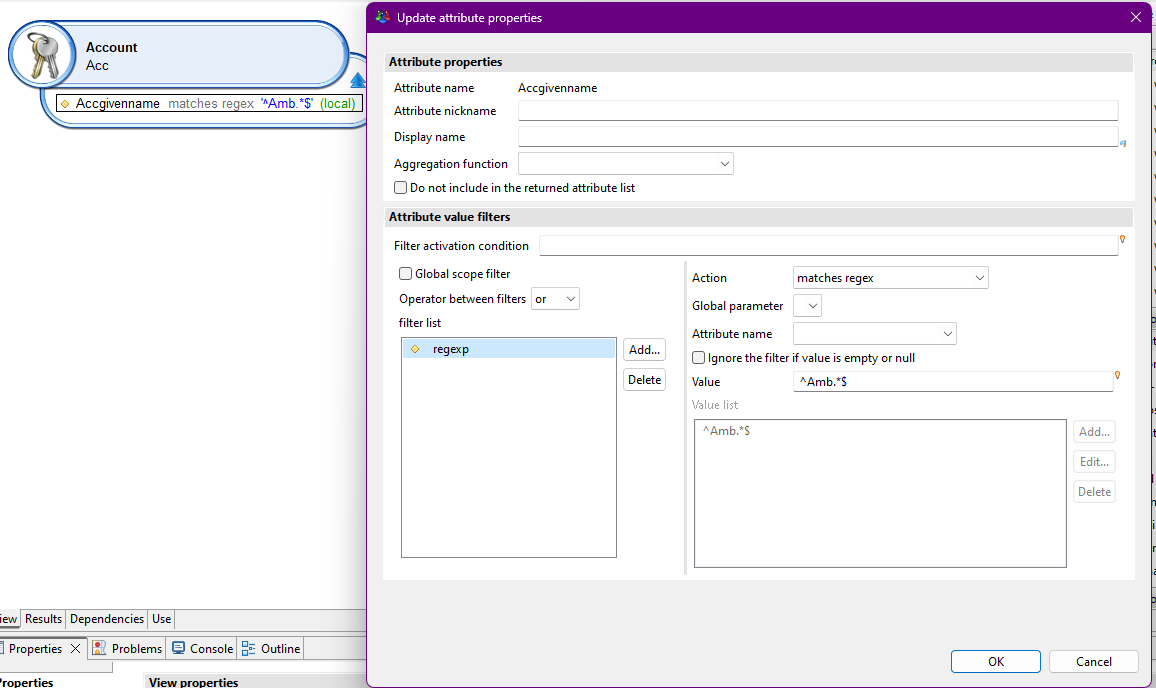 Account
Acc
Accgivenname matches regex '^Amb.*$' (local)
Update attribute properties
Attribute properties
Attribute name Accgivenname
Attribute nickname
Display name
Aggregation function
Do not include in the returned attribute list
Attribute value filters
Filter activation condition
Global scope filter
Operator between filters or
filter list
regexp
Add...
Delete
Action matches regex
Global parameter
Attribute name
Ignore the filter if value is empty or null
Value ^Amb.*$
Value list
^Amb.*$
Add...
Edit...
Delete
OK Cancel
Results Dependencies Use
Properties Problems Console Outline
View properties